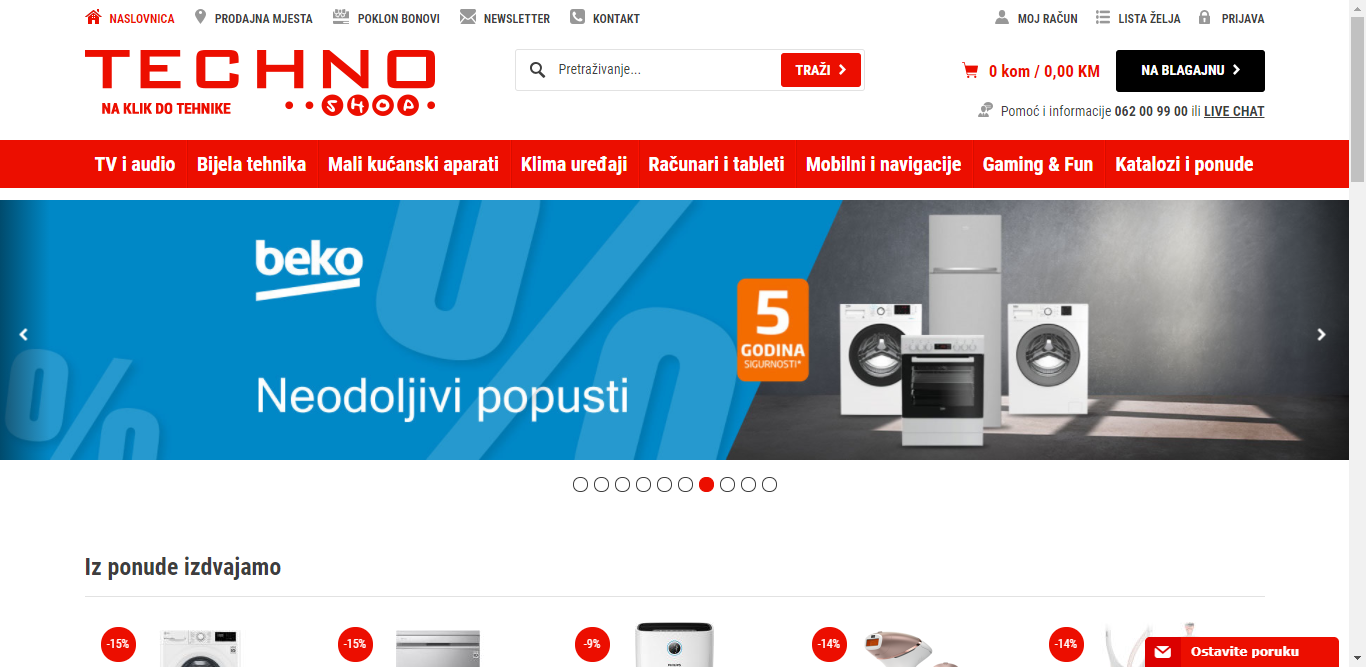 NASLOVNICA PRODAJNA MJESTA POKLON BONOVI NEWSLETTER KONTAKT MOJ RAČUN LISTA ŽELJA PRIJAVA
TECHNO
SHOP
NA KLIK DO TEHNIKE
Pretraživanje...
TRAŽI
0 kom / 0,00 KM
NA BLAGAJNU
Pomoć i informacije 062 00 99 00 ili LIVE CHAT
TV i audio Bijela tehnika Mali kućanski aparati Klima uređaji Računari i tableti Mobilni i navigacije Gaming & Fun Katalozi i ponude
beko
5
GODINA
SIGURNOSTI*
Neodoljivi popusti
%
%
Iz ponude izdvajamo
-15% -15% -9% -14% -14%
PHILIPS
Ostavite poruku